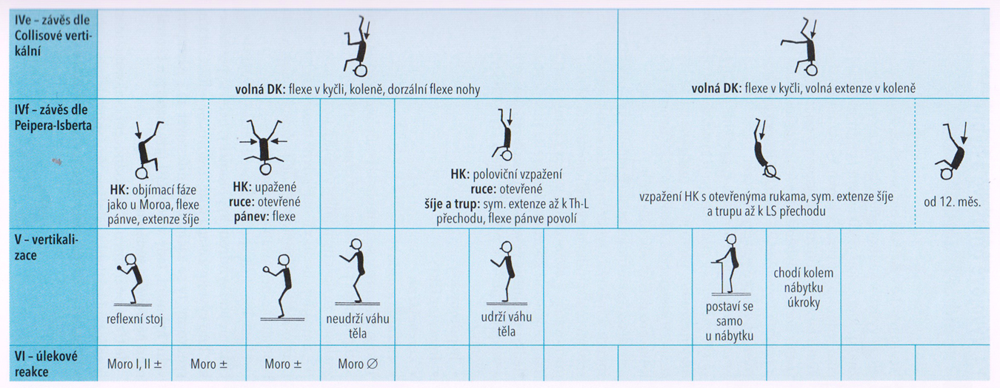 IVe – závěs dle
Collisové verti-
kální
volná DK: flexe v kyčli, koleně, dorzální flexe nohy
volná DK: flexe v kyčli, volná extenze v koleně
IVf – závěs dle
Peipera-Isberta
HK: objímací fáze
jako u Moroa, flexe
pánve, extenze šíje
HK: upažené
ruce: otevřené
pánev: flexe
HK: poloviční vzpažení
ruce: otevřené
šíje a trup: sym. extenze až k Th-L
přechodu, flexe pánve povolí
vzpažení HK s otevřenýma rukama, sym. extenze šíje
a trupu až k LS přechodu
od 12. měs.
V – vertikali-
zace
reflexní stoj
neudrží váhu
těla
udrží váhu
těla
postaví se
samo
u nábytku
chodí kolem
nábytku
úkroky
VI – úlekové
reakce
Moro I, II ±
Moro ±
Moro ±
Moro ∅